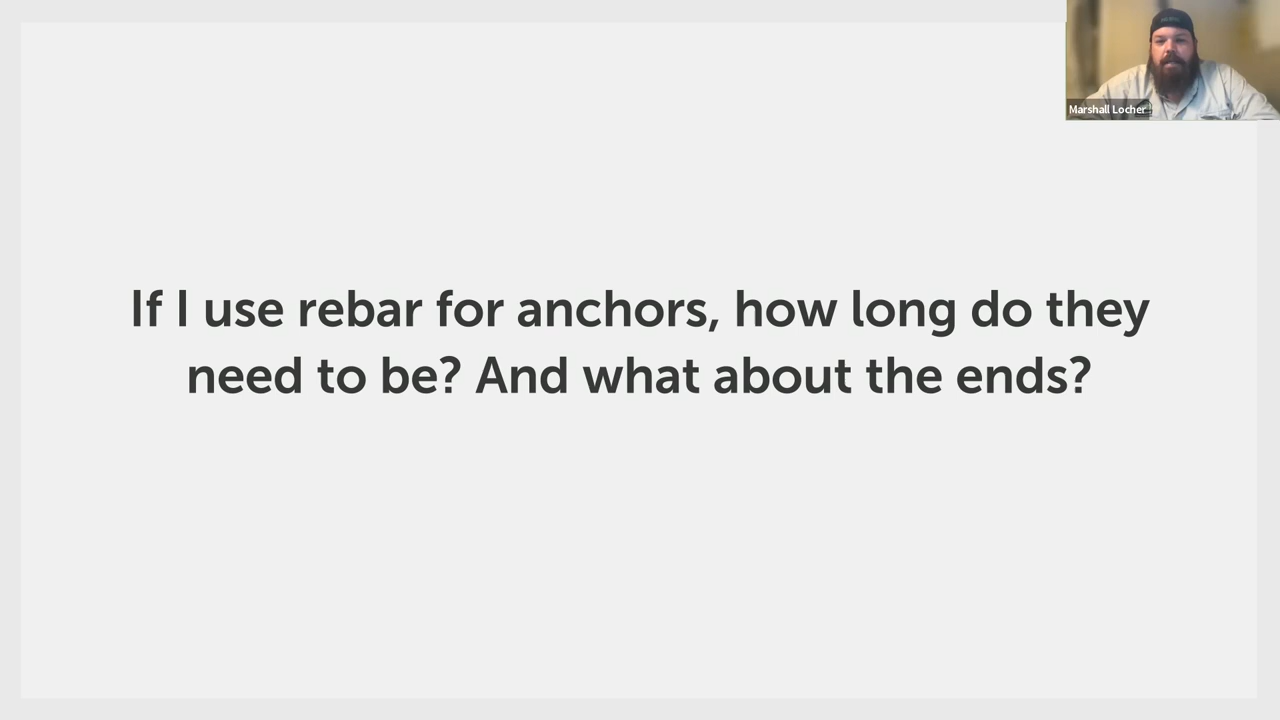 Marshall Locher
If I use rebar for anchors, how long do they
need to be? And what about the ends?